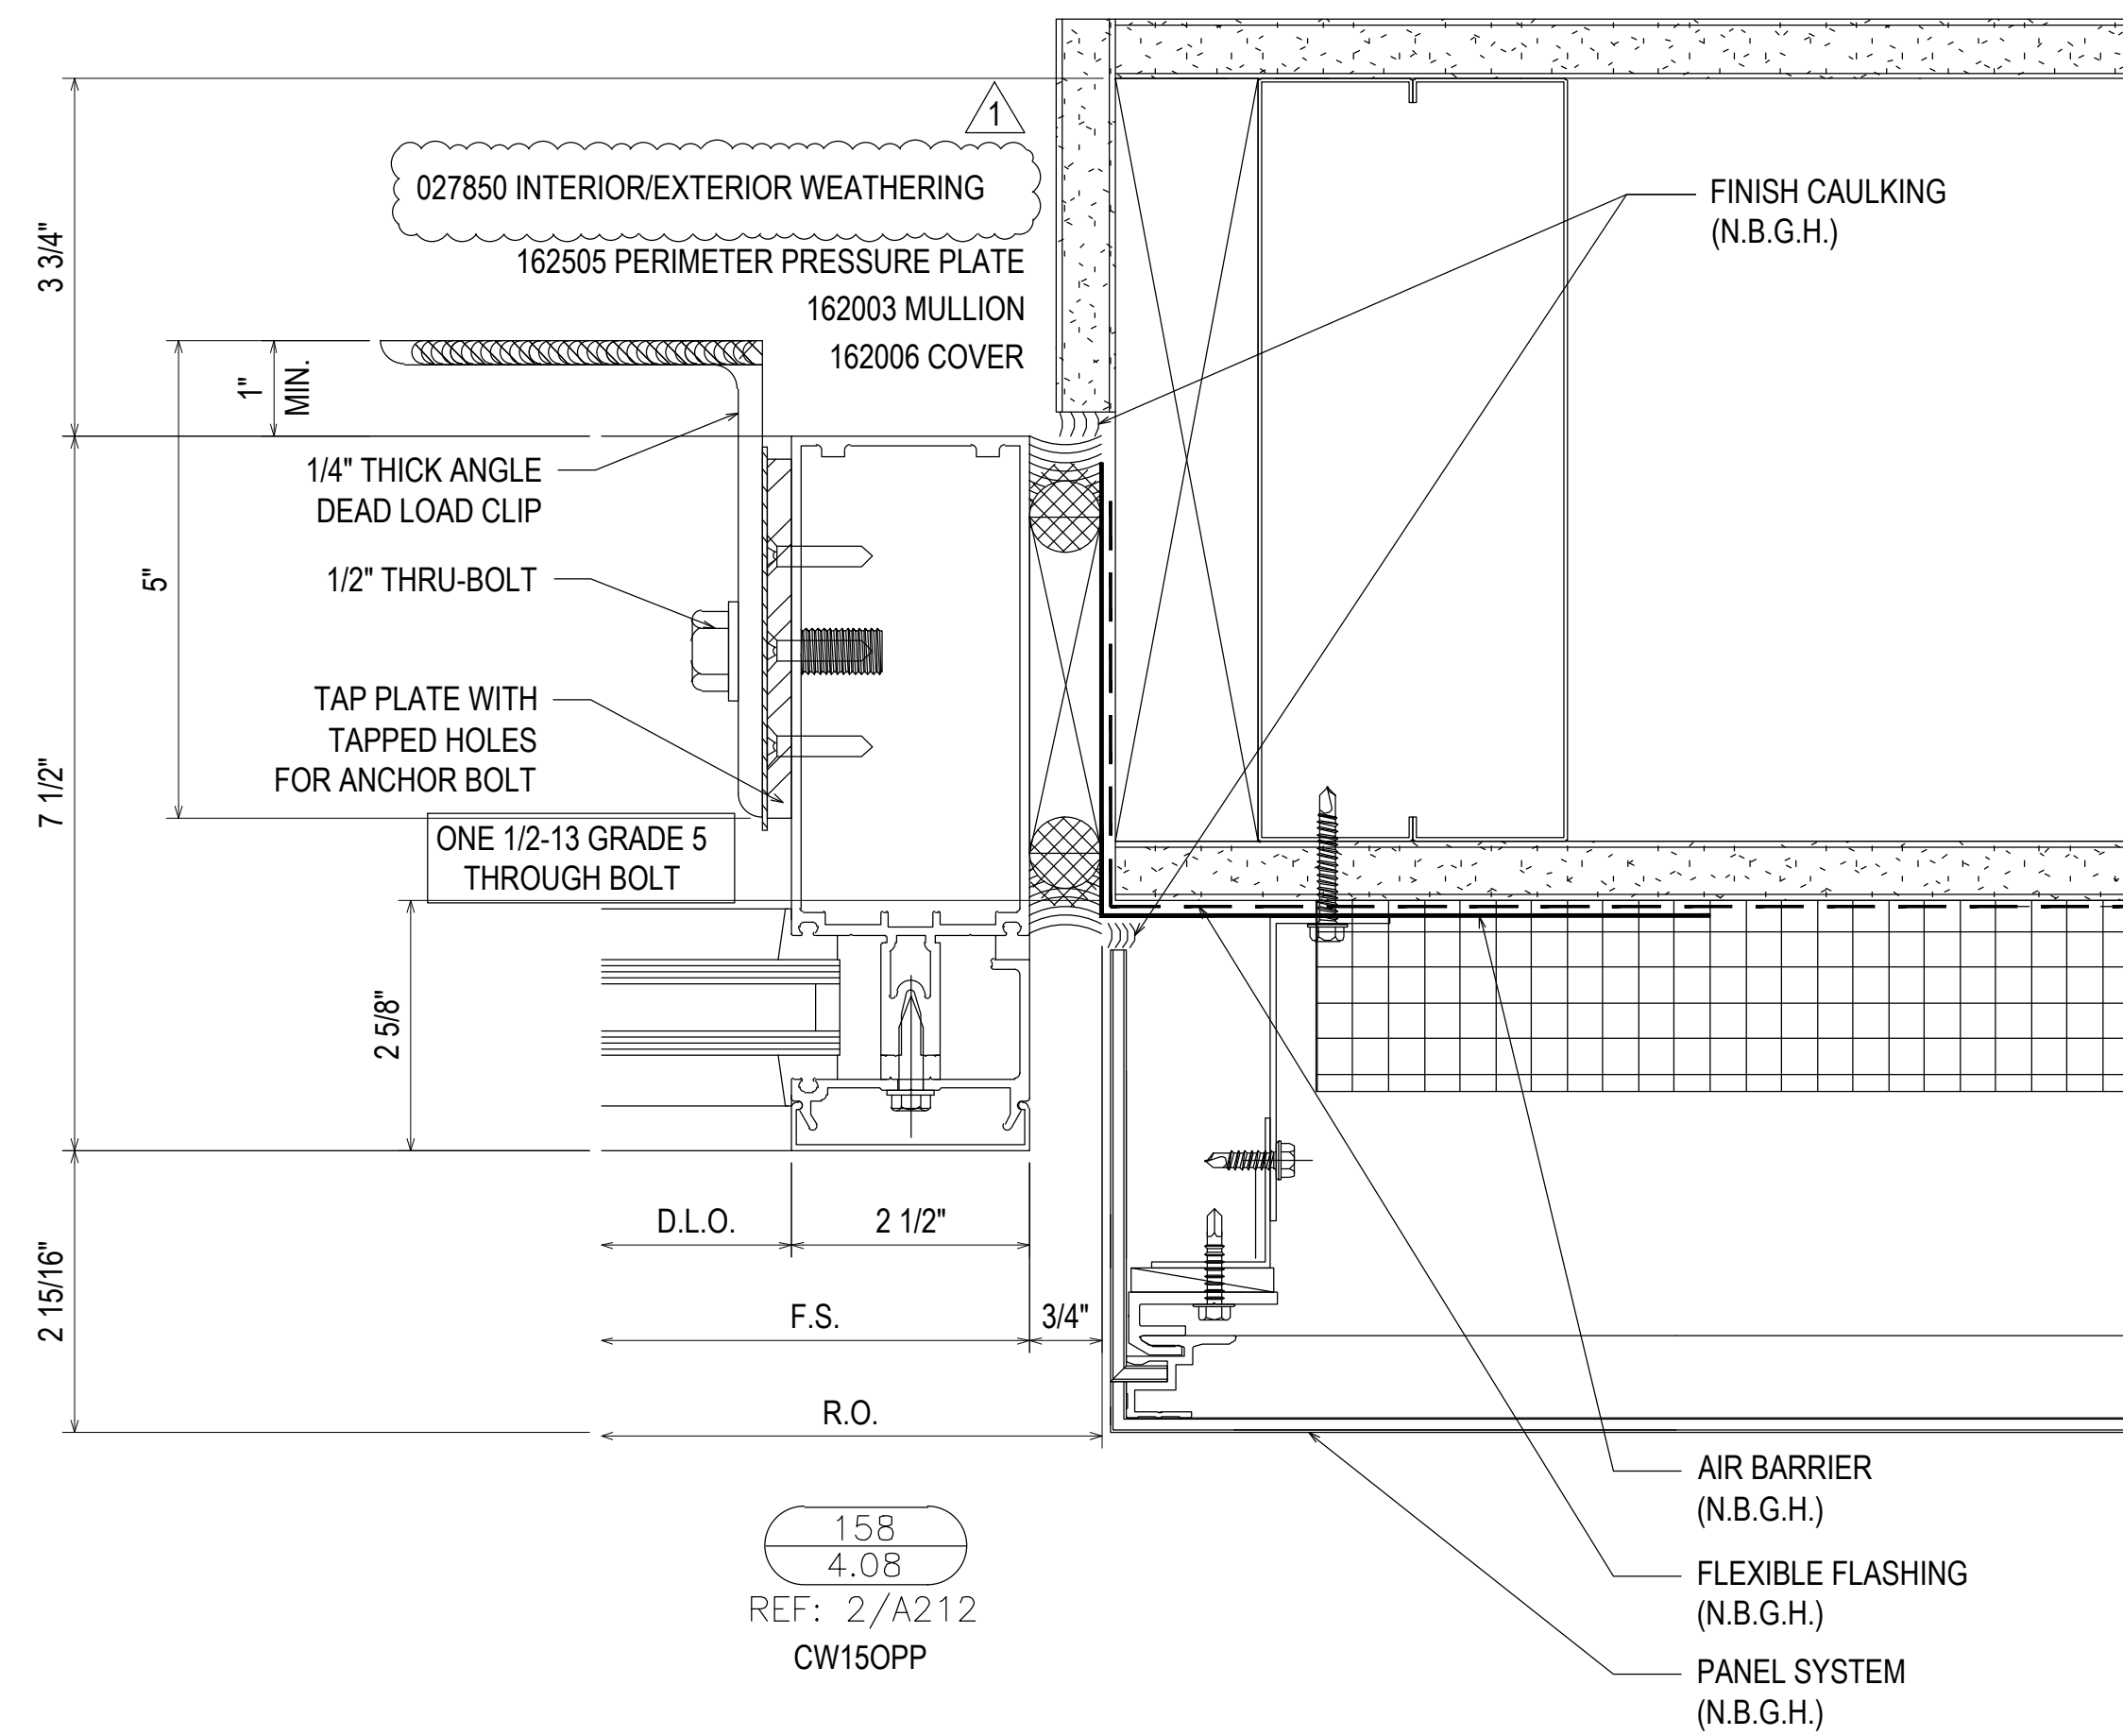 1
027850 INTERIOR/EXTERIOR WEATHERING
162505 PERIMETER PRESSURE PLATE
162003 MULLION
162006 COVER
FINISH CAULKING
(N.B.G.H.)
3 3/4"
1"
MIN.
1/4" THICK ANGLE
DEAD LOAD CLIP
5"
1/2" THRU-BOLT
TAP PLATE WITH
TAPPED HOLES
FOR ANCHOR BOLT
7 1/2"
ONE 1/2-13 GRADE 5
THROUGH BOLT
2 5/8"
D.L.O.
2 1/2"
2 15/16"
F.S.
3/4"
R.O.
AIR BARRIER
(N.B.G.H.)
FLEXIBLE FLASHING
(N.B.G.H.)
PANEL SYSTEM
(N.B.G.H.)
158
4.08
REF: 2/A212
CW15OPP